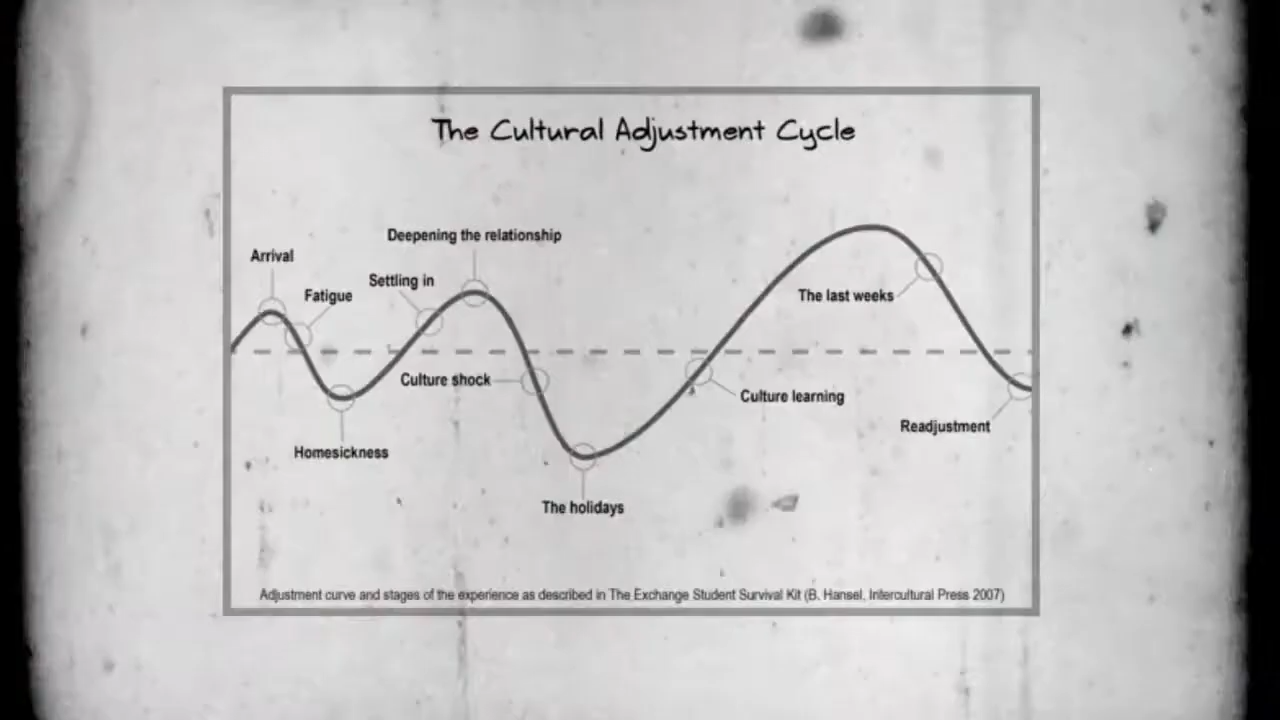 The Cultural Adjustment Cycle
Deepening the relationship
Arrival
Settling in
Fatigue
The last weeks
Culture shock
Culture learning
Readjustment
Homesickness
The holidays
Adjustment curve and stages of the experience as described in The Exchange Student Survival Kit (B. Hansel, Intercultural Press 2007)